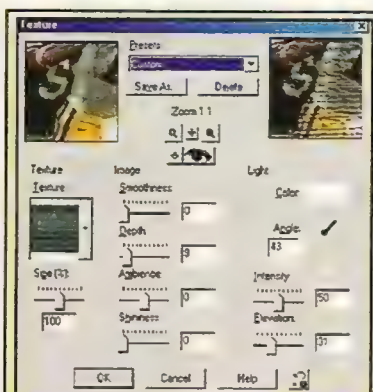 Texture
Presets:
Custom
Save As.
Delete
Zoom 1:1
Texture
Image
Light
Texture
Smoothness
0
Color
Depth
9
Angle
43
Size (%)
100
Ambience
0
Intensity
50
Shininess
0
Elevation
31
OK
Cancel
Help